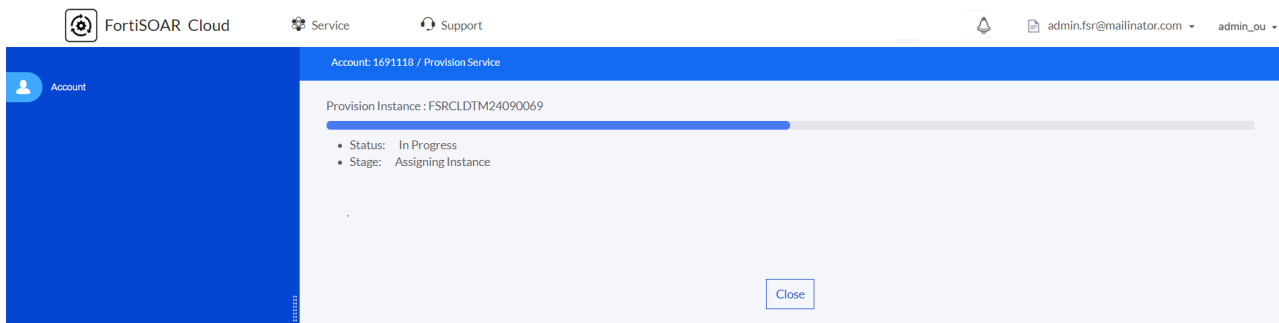 FortiSOAR Cloud Service Support admin.fsr@mailinator.com admin_ou
Account: 1691118 / Provision Service
Account
Provision Instance : FSRCLDTM24090069
• Status: In Progress
• Stage: Assigning Instance
Close